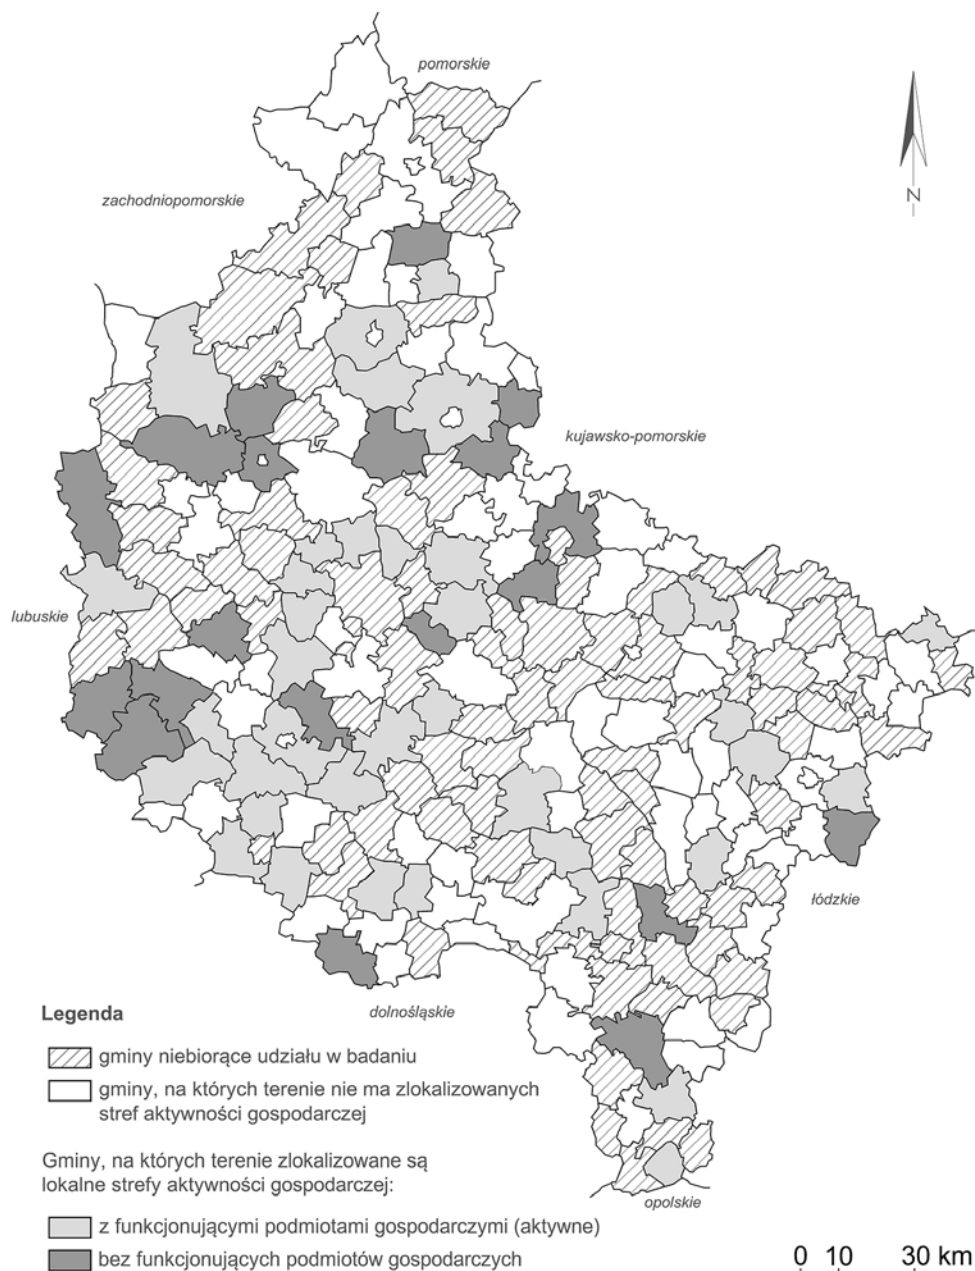 pomorskie
zachodniopomorskie
N
kujawsko-pomorskie
lubuskie
łódzkie
dolnośląskie
opolskie
Legenda
gminy niebiorące udziału w badaniu
gminy, na których terenie nie ma zlokalizowanych
stref aktywności gospodarczej
Gminy, na których terenie zlokalizowane są
lokalne strefy aktywności gospodarczej:
z funkcjonującymi podmiotami gospodarczymi (aktywne)
bez funkcjonujących podmiotów gospodarczych
0 10 30 km